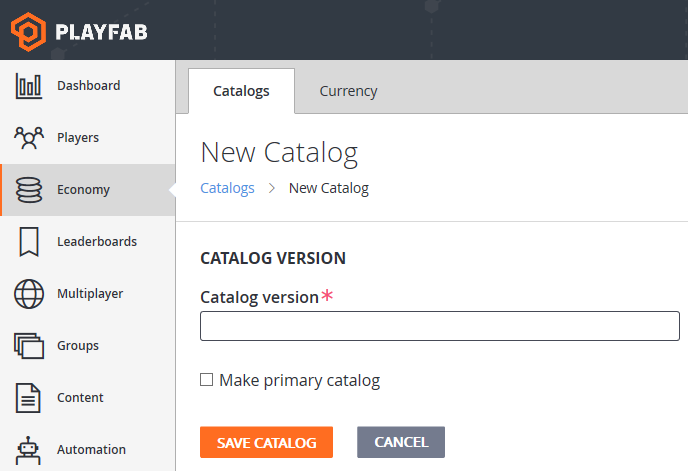 PLAYFAB
Dashboard
Players
Economy
Leaderboards
Multiplayer
Groups
Content
Automation
Catalogs Currency
New Catalog
Catalogs > New Catalog
CATALOG VERSION
Catalog version*
Make primary catalog
SAVE CATALOG CANCEL